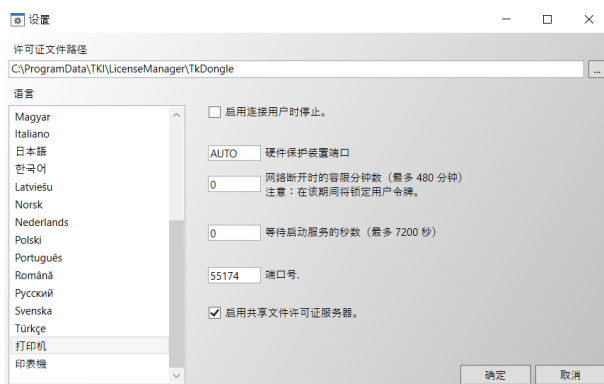 设置
许可证文件路径
C:\ProgramData\TKI\LicenseManager\TkDongle
...
语言
Magyar
Italiano
日本語
한국어
Latviešu
Norsk
Nederlands
Polski
Português
Română
Русский
Svenska
Türkçe
打印机
印表機
启用连接用户时停止。
AUTO 硬件保护装置端口
0 网络断开时的容限分钟数（最多 480 分钟）
注意：在该期间将锁定用户令牌。
0 等待启动服务的秒数（最多 7200 秒）
55174 端口号.
启用共享文件许可证服务器。
确定 取消